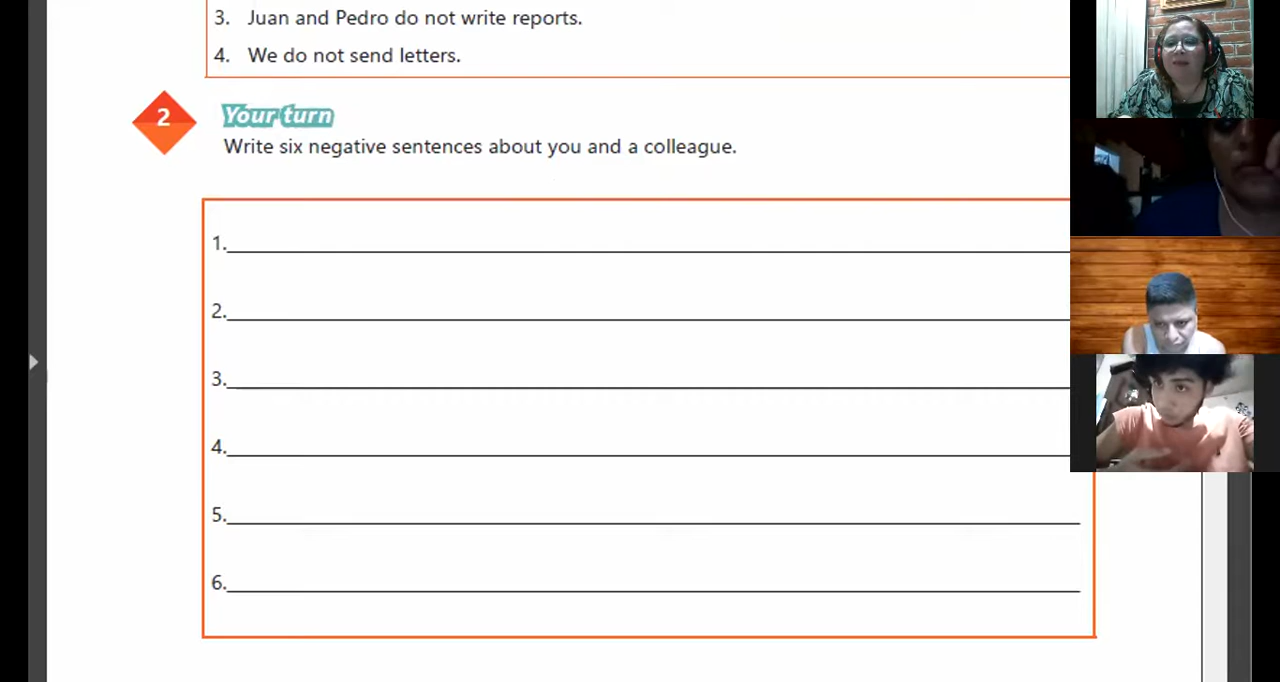 3. Juan and Pedro do not write reports.
4. We do not send letters.
2
Your turn
Write six negative sentences about you and a colleague.
1.
2.
3.
4.
5.
6.